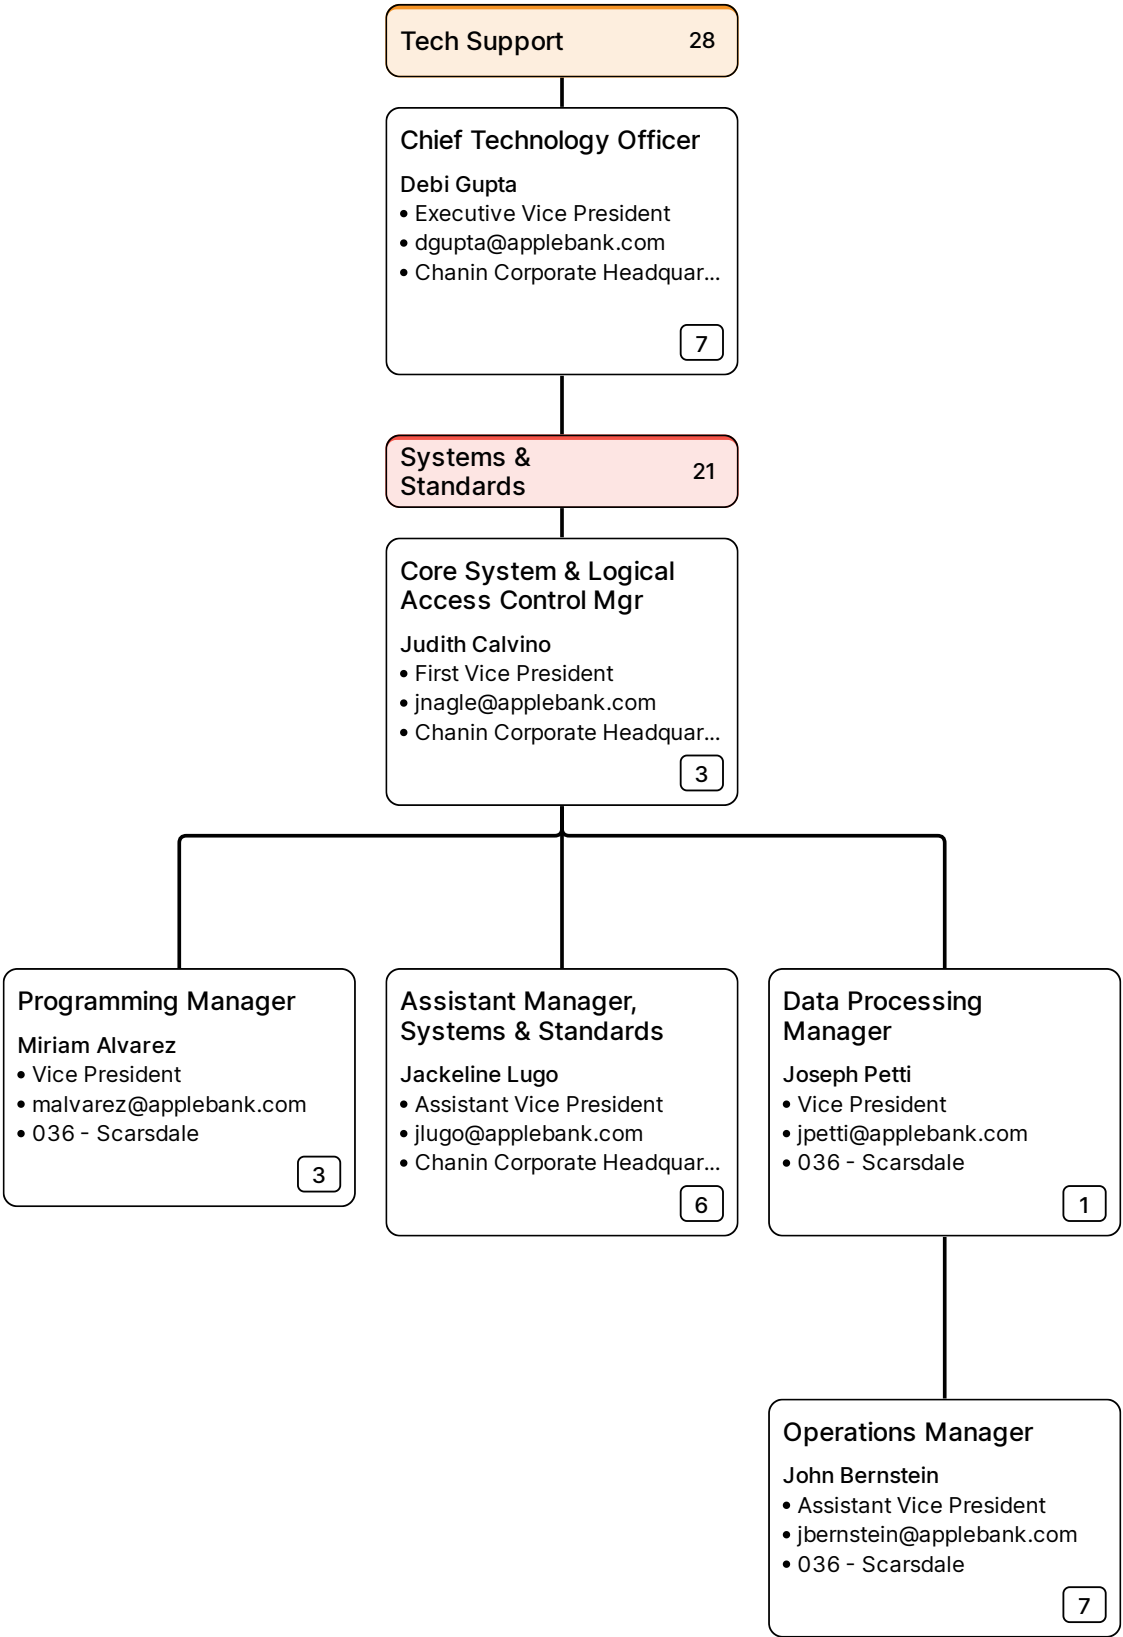 Tech Support 28
Chief Technology Officer
Debi Gupta
• Executive Vice President
• dgupta@applebank.com
• Chanin Corporate Headquar...
7
Systems &
Standards
21
Core System & Logical
Access Control Mgr
Judith Calvino
• First Vice President
• jnagle@applebank.com
• Chanin Corporate Headquar...
3
Programming Manager
Miriam Alvarez
• Vice President
• malvarez@applebank.com
• 036 - Scarsdale
3
Assistant Manager,
Systems & Standards
Jackeline Lugo
• Assistant Vice President
• jlugo@applebank.com
• Chanin Corporate Headquar...
6
Data Processing
Manager
Joseph Petti
• Vice President
• jpetti@applebank.com
• 036 - Scarsdale
1
Operations Manager
John Bernstein
• Assistant Vice President
• jbernstein@applebank.com
• 036 - Scarsdale
7